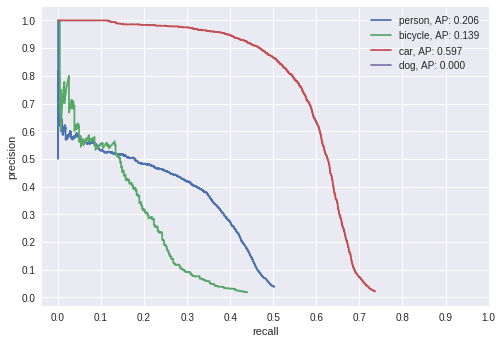 person, AP: 0.206
bicycle, AP: 0.139
car, AP: 0.597
dog, AP: 0.000
1.0
0.9
0.8
0.7
0.6
0.5
0.4
0.3
0.2
0.1
0.0
precision
0.0 0.1 0.2 0.3 0.4 0.5 0.6 0.7 0.8 0.9 1.0
recall